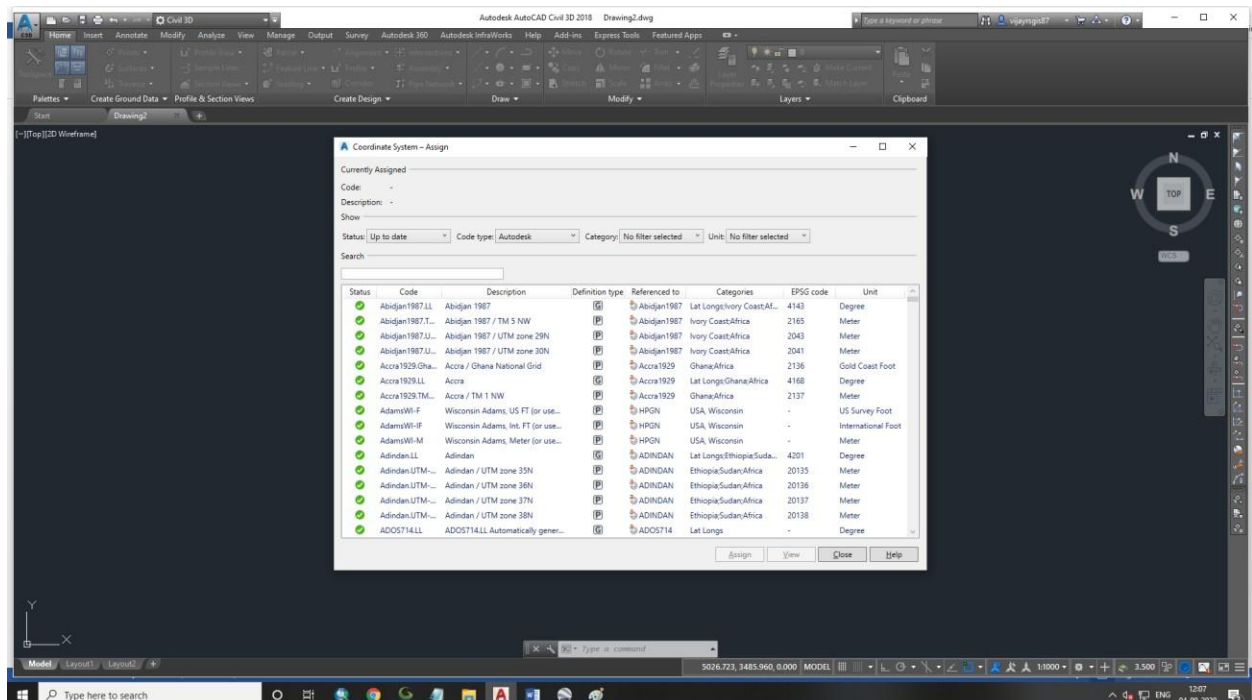 Civil 3D
Autodesk AutoCAD Civil 3D 2018 Drawing2.dwg
Type a keyword or phrase
vijayrsgis87
Home Insert Annotate Modify Analyze View Manage Output Survey Autodesk 360 Autodesk InfraWorks Help Add-ins Express Tools Featured Apps
Palettes Create Ground Data Profile & Section Views Create Design Draw Modify Layers Clipboard
Start Drawing2
[−][Top][2D Wireframe]
N
W TOP E
S
WCS
Coordinate System – Assign
Currently Assigned
Code: -
Description: -
Show
Status: Up to date Code type: Autodesk Category: No filter selected Unit: No filter selected
Search
Status Code Description Definition type Referenced to Categories EPSG code Unit
Abidjan1987.LL Abidjan 1987 G Abidjan1987 Lat Longs;Ivory Coast;Af... 4143 Degree
Abidjan1987.T... Abidjan 1987 / TM 5 NW P Abidjan1987 Ivory Coast;Africa 2165 Meter
Abidjan1987.U... Abidjan 1987 / UTM zone 29N P Abidjan1987 Ivory Coast;Africa 2043 Meter
Abidjan1987.U... Abidjan 1987 / UTM zone 30N P Abidjan1987 Ivory Coast;Africa 2041 Meter
Accra1929.Gha... Accra / Ghana National Grid P Accra1929 Ghana;Africa 2136 Gold Coast Foot
Accra1929.LL Accra G Accra1929 Lat Longs;Ghana;Africa 4168 Degree
Accra1929.TM... Accra / TM 1 NW P Accra1929 Ghana;Africa 2137 Meter
AdamsWI-F Wisconsin Adams, US FT (or use... P HPGN USA, Wisconsin - US Survey Foot
AdamsWI-IF Wisconsin Adams, Int. FT (or use... P HPGN USA, Wisconsin - International Foot
AdamsWI-M Wisconsin Adams, Meter (or use... P HPGN USA, Wisconsin - Meter
Adindan.LL Adindan G ADINDAN Lat Longs;Ethiopia;Suda... 4201 Degree
Adindan.UTM-... Adindan / UTM zone 35N P ADINDAN Ethiopia;Sudan;Africa 20135 Meter
Adindan.UTM-... Adindan / UTM zone 36N P ADINDAN Ethiopia;Sudan;Africa 20136 Meter
Adindan.UTM-... Adindan / UTM zone 37N P ADINDAN Ethiopia;Sudan;Africa 20137 Meter
Adindan.UTM-... Adindan / UTM zone 38N P ADINDAN Ethiopia;Sudan;Africa 20138 Meter
ADOS714.LL ADOS714.LL Automatically gener... G ADOS714 Lat Longs - Degree
Assign View Close Help
Y
X
Type a command
Model Layout1 Layout2 +
5026.723, 3485.960, 0.000 MODEL 1:1000 3.500
Type here to search
ENG 12:07